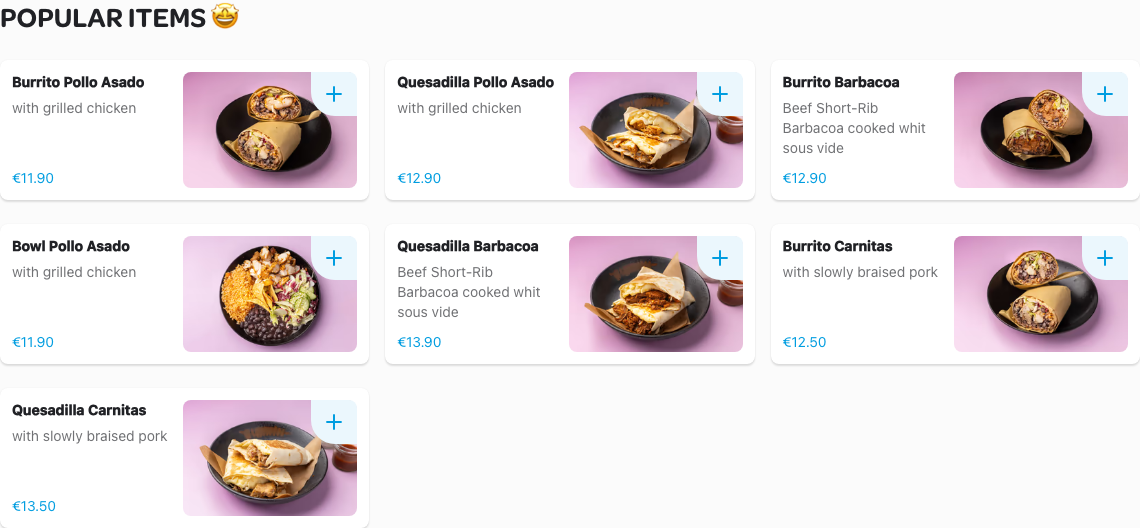 POPULAR ITEMS 🤩
Burrito Pollo Asado
with grilled chicken
€11.90
Quesadilla Pollo Asado
with grilled chicken
€12.90
Burrito Barbacoa
Beef Short-Rib
Barbacoa cooked whit
sous vide
€12.90
Bowl Pollo Asado
with grilled chicken
€11.90
Quesadilla Barbacoa
Beef Short-Rib
Barbacoa cooked whit
sous vide
€13.90
Burrito Carnitas
with slowly braised pork
€12.50
Quesadilla Carnitas
with slowly braised pork
€13.50